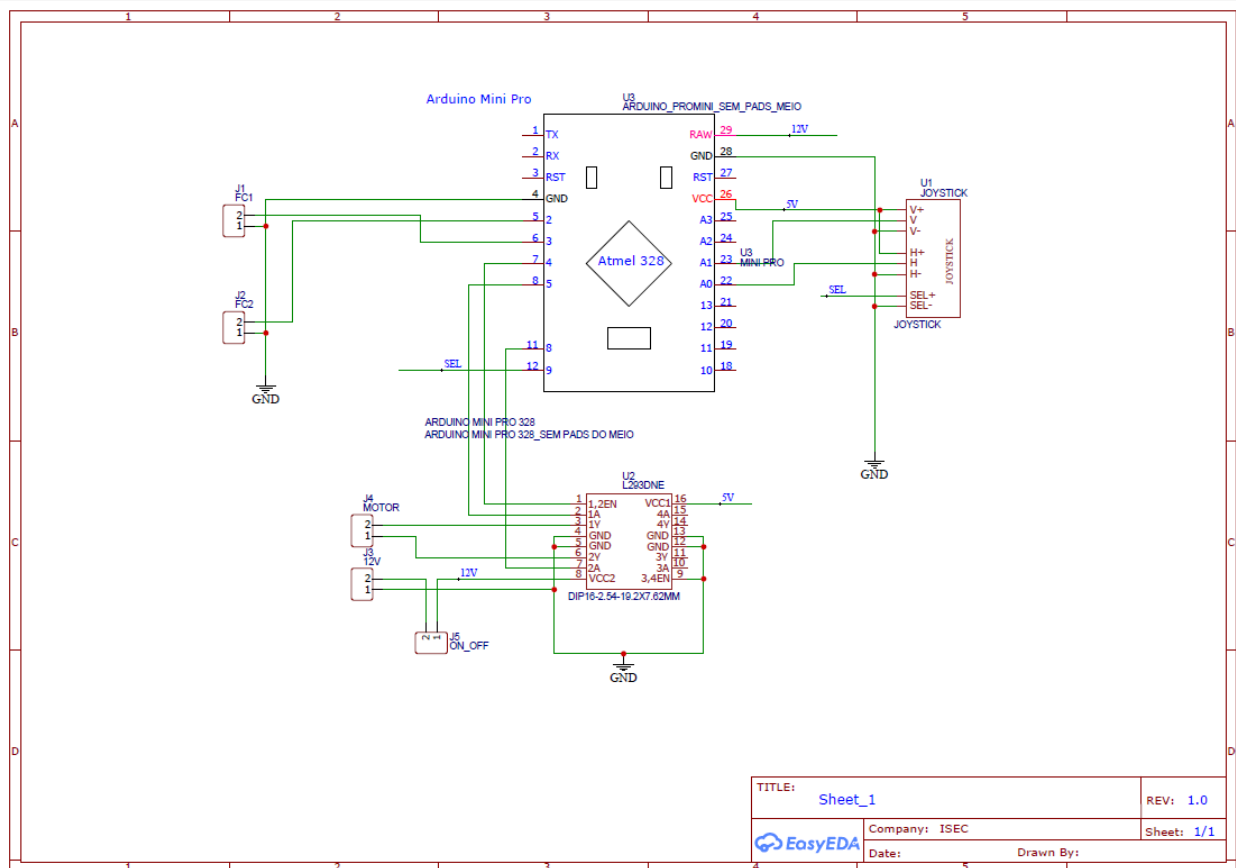 1 2 3 4 5
A A
B B
C C
D D
1 2 3 4 5
Arduino Mini Pro
U3
ARDUINO_PROMINI_SEM_PADS_MEIO
1 TX
2 RX
3 RST
4 GND
5 2
6 3
7 4
8 5
11 8
12 9
RAW 29
GND 28
RST 27
VCC 26
A3 25
A2 24
A1 23
A0 22
13 21
12 20
11 19
10 18
Atmel 328
U3
MINI PRO
12V
5V
SEL
SEL
J1
FC1
2
1
J2
FC2
2
1
GND
U1
JOYSTICK
V+
V
V-
H+
H
H-
SEL+
SEL-
JOYSTICK
JOYSTICK
GND
ARDUINO MINI PRO 328
ARDUINO MINI PRO 328_SEM PADS DO MEIO
U2
L293DNE
1 1,2EN
2 1A
3 1Y
4 GND
5 GND
6 2Y
7 2A
8 VCC2
VCC1 16
4A 15
4Y 14
GND 13
GND 12
3Y 11
3A 10
3,4EN 9
DIP16-2.54-19.2X7.62MM
5V
J4
MOTOR
2
1
J3
12V
2
1
12V
2 1
J5
ON_OFF
GND
TITLE:
Sheet_1
REV: 1.0
EasyEDA
Company: ISEC
Sheet: 1/1
Date:
Drawn By: